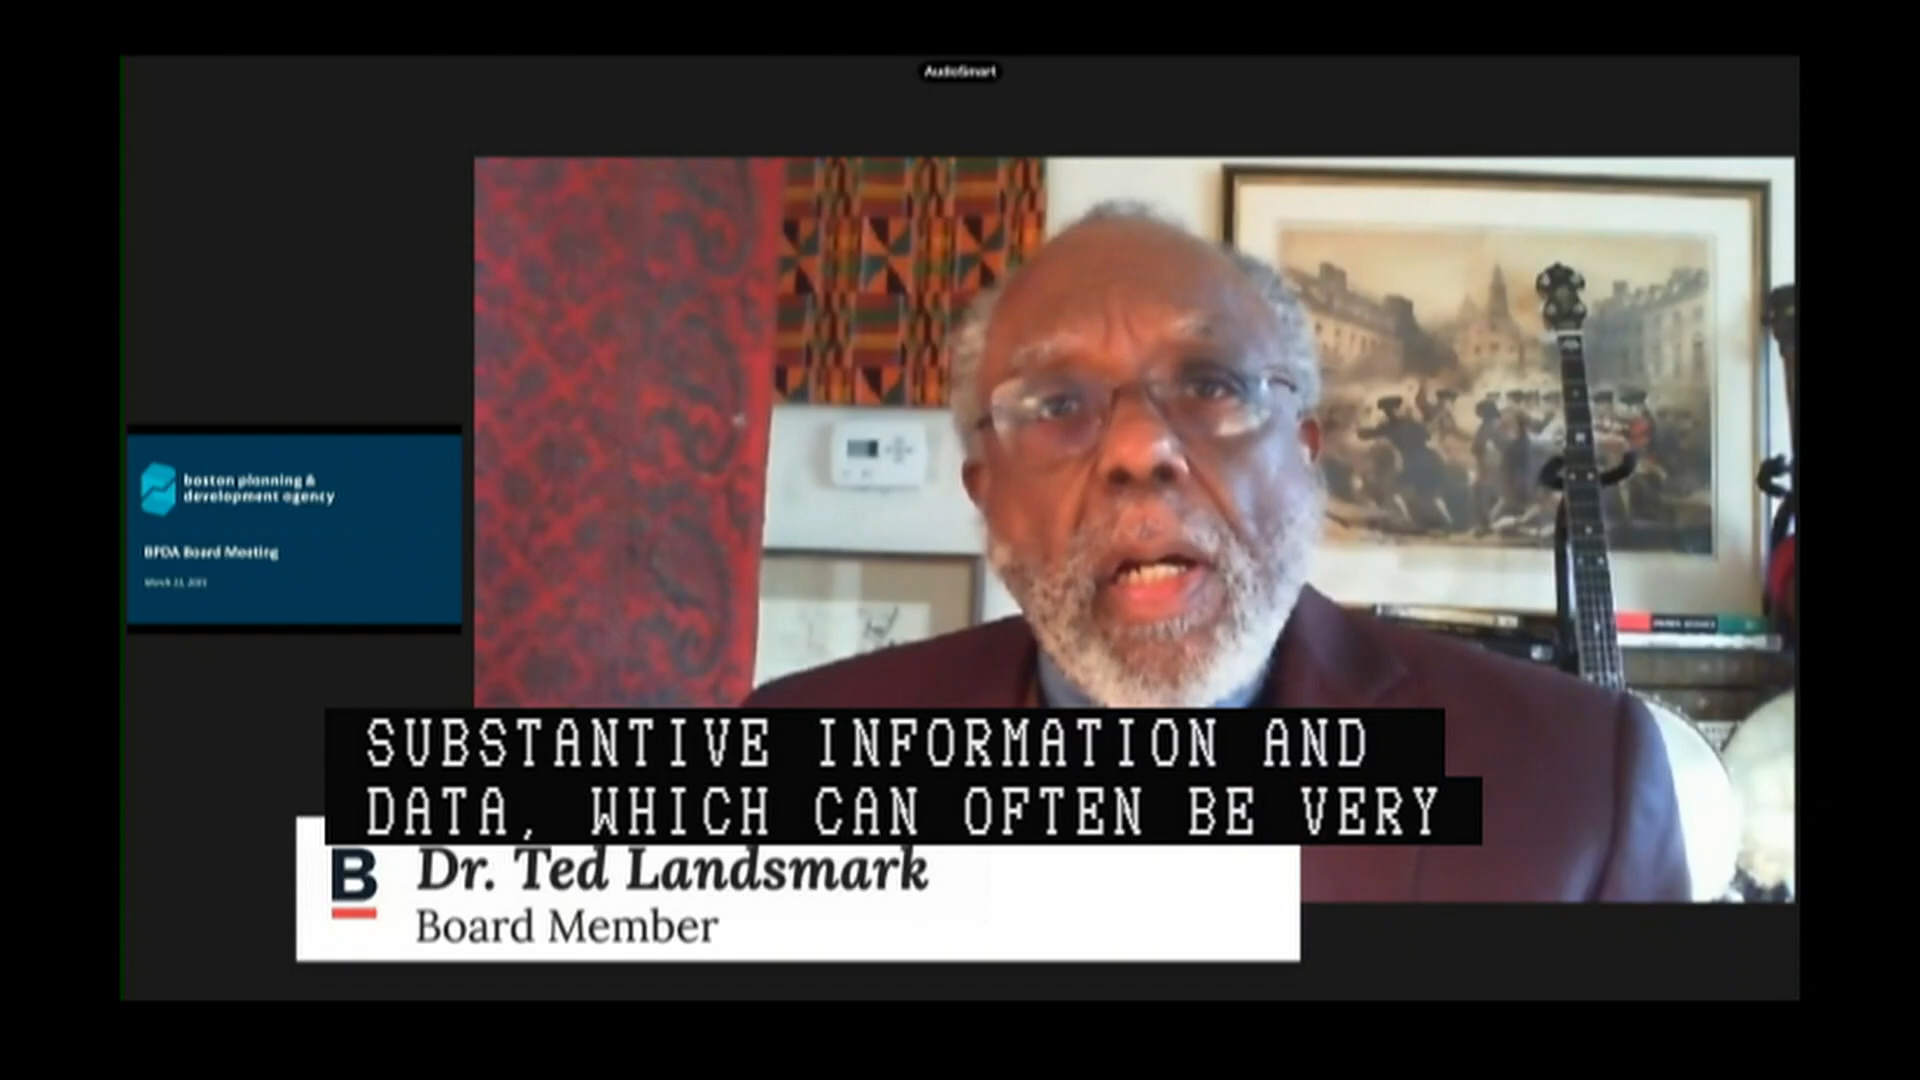 AudioSmart
boston planning &
development agency
BPDA Board Meeting
SUBSTANTIVE INFORMATION AND
DATA, WHICH CAN OFTEN BE VERY
B
Dr. Ted Landsmark
Board Member